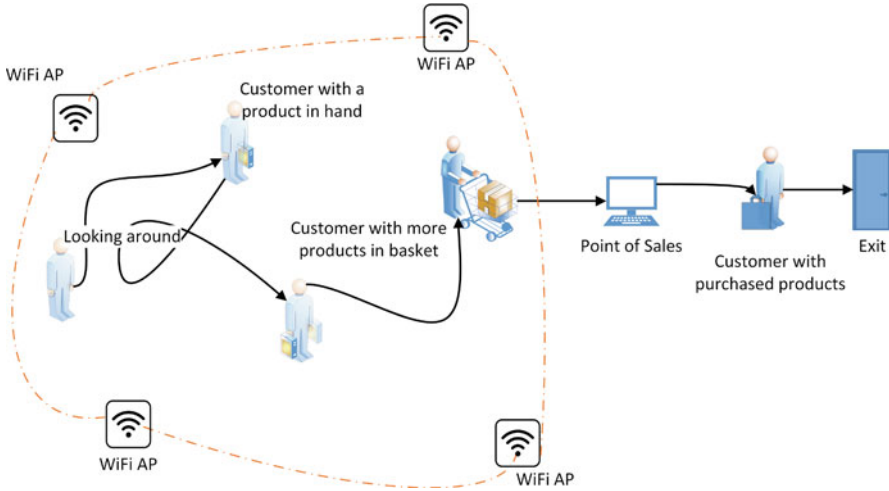 WiFi AP
WiFi AP
Customer with a
product in hand
Looking around
Customer with more
products in basket
Point of Sales
Customer with
purchased products
Exit
WiFi AP
WiFi AP